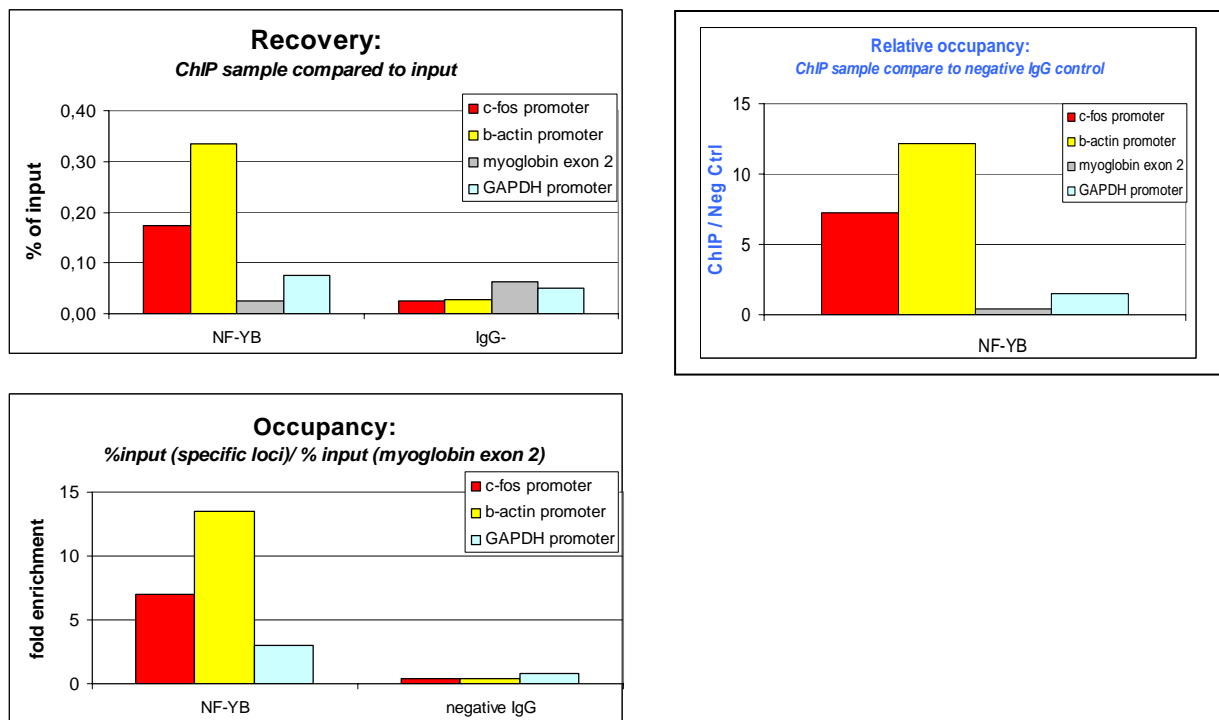 Recovery:
ChIP sample compared to input
0,40
0,30
0,20
0,10
0,00
% of input
c-fos promoter
b-actin promoter
myoglobin exon 2
GAPDH promoter
NF-YB
IgG-
Relative occupancy:
ChIP sample compare to negative IgG control
15
10
5
0
ChIP / Neg Ctrl
c-fos promoter
b-actin promoter
myoglobin exon 2
GAPDH promoter
NF-YB
Occupancy:
%input (specific loci)/ % input (myoglobin exon 2)
15
10
5
0
fold enrichment
c-fos promoter
b-actin promoter
GAPDH promoter
NF-YB
negative IgG